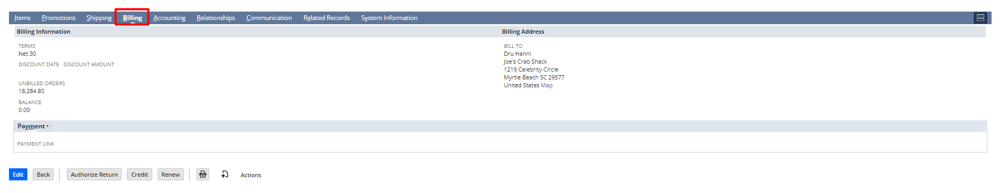 Items Promotions Shipping Billing Accounting Relationships Communication Related Records System Information
Billing Information
TERMS
Net 30
DISCOUNT DATE DISCOUNT AMOUNT
UNBILLED ORDERS
18,284.80
BALANCE
0.00
Billing Address
BILL TO
Dru Hanni
Joe's Crab Shack
1219 Celebrity Circle
Myrtle Beach SC 29577
United States Map
Payment •
PAYMENT LINK
Edit Back Authorize Return Credit Renew Actions